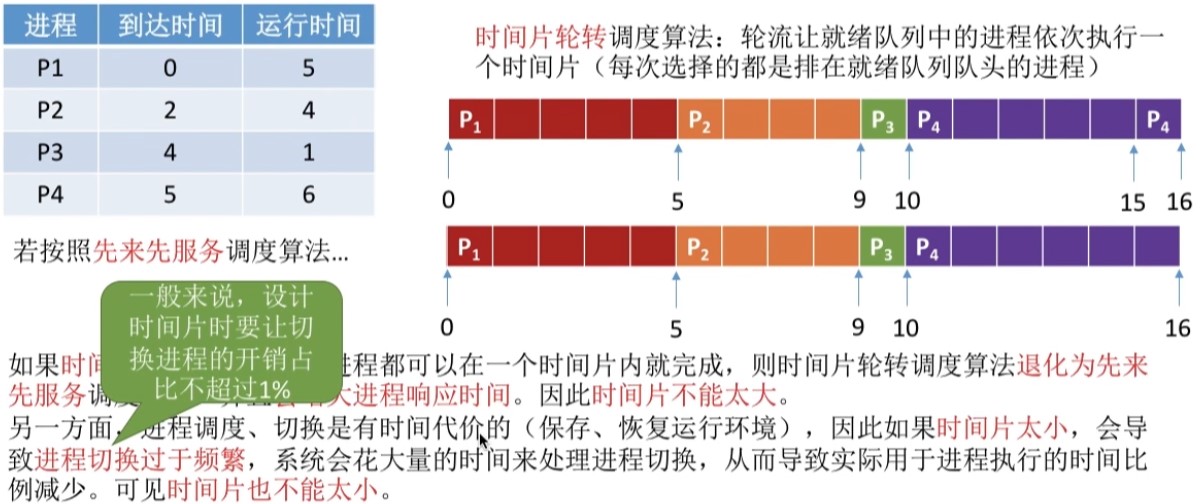 进程 到达时间 运行时间
P1 0 5
P2 2 4
P3 4 1
P4 5 6
时间片轮转调度算法：轮流让就绪队列中的进程依次执行一
个时间片（每次选择的都是排在就绪队列队头的进程）
P1 P2 P3 P4 P4
0 5 9 10 15 16
若按照先来先服务调度算法...
P1 P2 P3 P4
0 5 9 10 16
一般来说，设计
时间片时要让切
换进程的开销占
比不超过1%
如果时间 进程都可以在一个时间片内就完成，则时间片轮转调度算法退化为先来
先服务调度 大进程响应时间。因此时间片不能太大。
另一方面，进程调度、切换是有时间代价的（保存、恢复运行环境），因此如果时间片太小，会导
致进程切换过于频繁，系统会花大量的时间来处理进程切换，从而导致实际用于进程执行的时间比
例减少。可见时间片也不能太小。